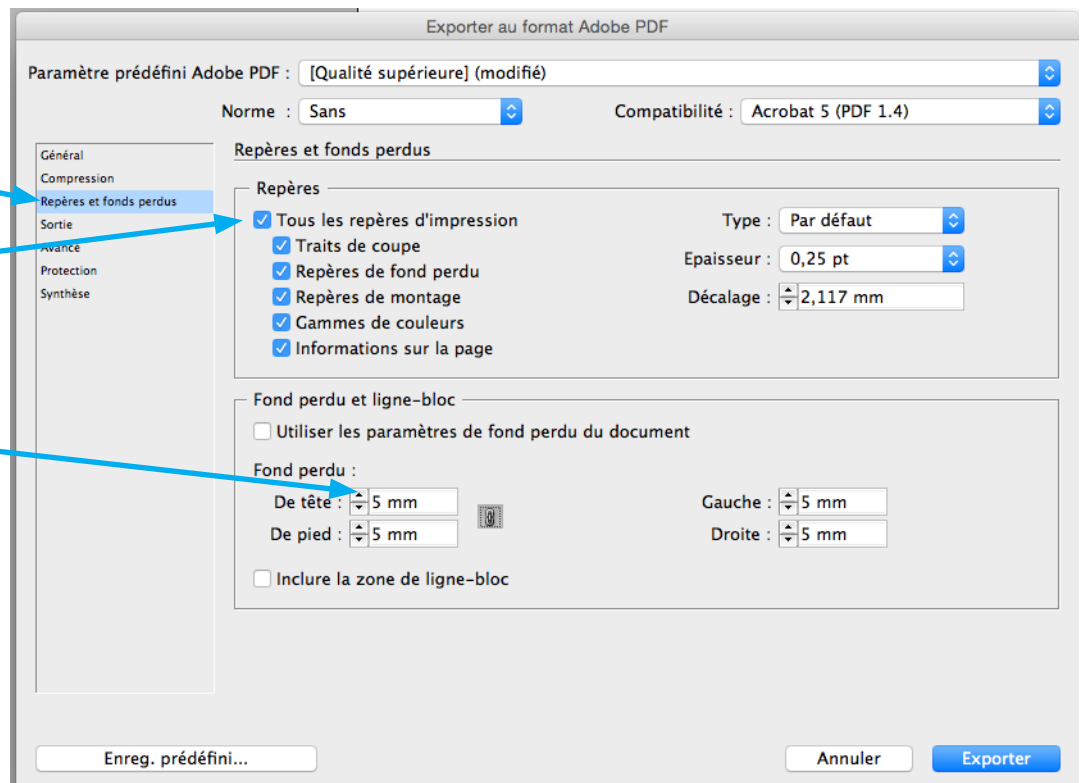 Exporter au format Adobe PDF
Paramètre prédéfini Adobe PDF : [Qualité supérieure] (modifié)
Norme : Sans Compatibilité : Acrobat 5 (PDF 1.4)
Général
Compression
Repères et fonds perdus
Sortie
Avancé
Protection
Synthèse
Repères et fonds perdus
Repères
Tous les repères d'impression
Traits de coupe
Repères de fond perdu
Repères de montage
Gammes de couleurs
Informations sur la page
Type : Par défaut
Epaisseur : 0,25 pt
Décalage : 2,117 mm
Fond perdu et ligne-bloc
Utiliser les paramètres de fond perdu du document
Fond perdu :
De tête : 5 mm Gauche : 5 mm
De pied : 5 mm Droite : 5 mm
Inclure la zone de ligne-bloc
Enreg. prédéfini... Annuler Exporter